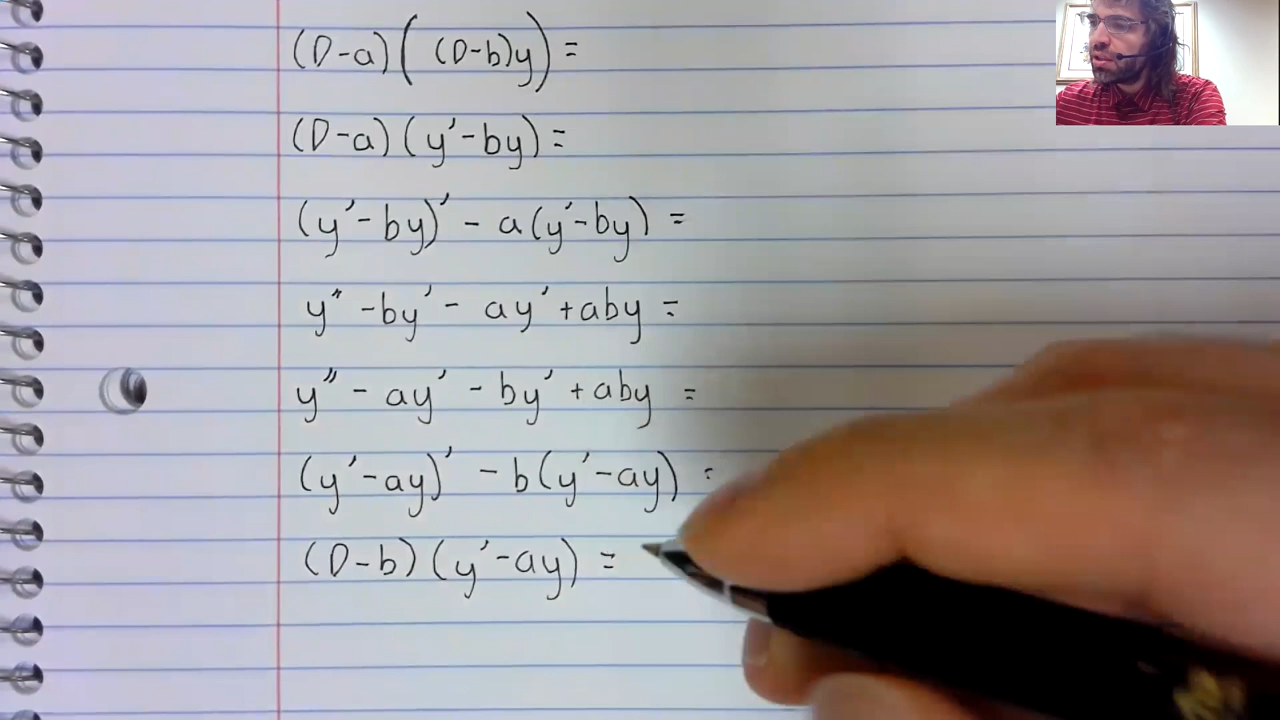 (D-a)((D-b)y) =
(D-a)(y'-by) =
(y'-by)' - a(y'-by) =
y'' - by' - ay' + aby =
y'' - ay' - by' + aby =
(y'-ay)' - b(y'-ay) =
(D-b)(y'-ay) =